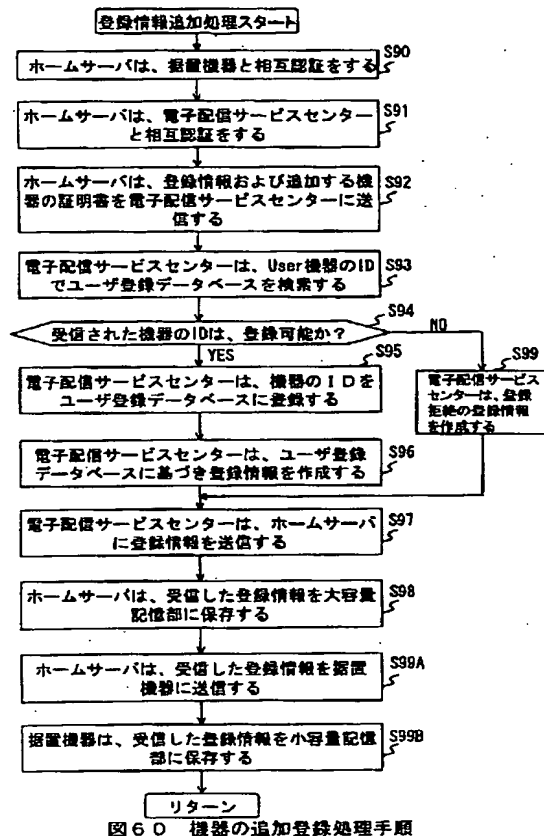 登録情報追加処理スタート
S90
ホームサーバは、据置機器と相互認証をする
S91
ホームサーバは、電子配信サービスセンター
と相互認証をする
S92
ホームサーバは、登録情報および追加する機
器の証明書を電子配信サービスセンターに送
信する
S93
電子配信サービスセンターは、User機器のID
でユーザ登録データベースを検索する
S94
受信された機器のIDは、登録可能か?
NO
YES
S95
電子配信サービスセンターは、機器のIDを
ユーザ登録データベースに登録する
S99
電子配信サービス
センターは、登録
拒絶の登録情報
を作成する
S96
電子配信サービスセンターは、ユーザ登録
データベースに基づき登録情報を作成する
S97
電子配信サービスセンターは、ホームサーバ
に登録情報を送信する
S98
ホームサーバは、受信した登録情報を大容量
記憶部に保存する
S99A
ホームサーバは、受信した登録情報を据置
機器に送信する
S99B
据置機器は、受信した登録情報を小容量記憶
部に保存する
リターン
図60 機器の追加登録処理手順